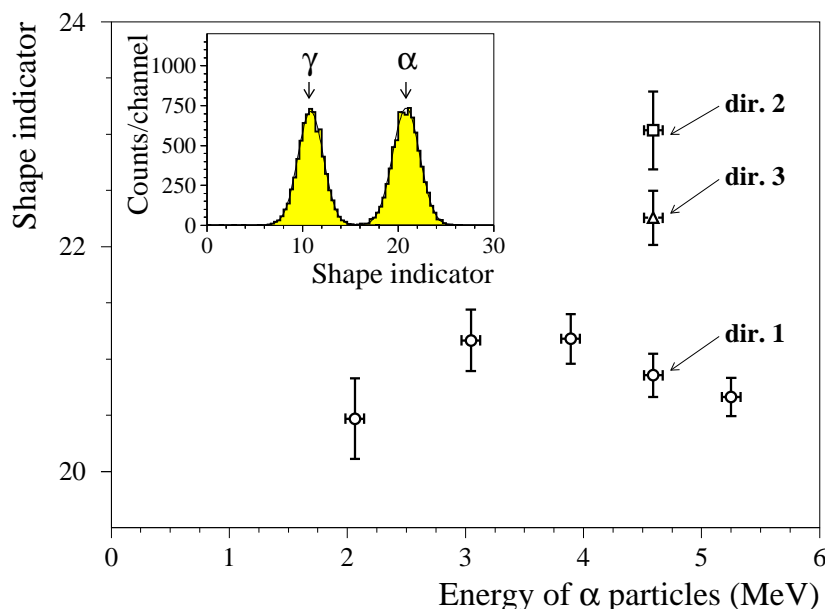 Shape indicator
24
22
20
0
1
2
3
4
5
6
Energy of α particles (MeV)
Counts/channel
1000
750
500
250
0
0
10
20
30
Shape indicator
γ
α
dir. 2
dir. 3
dir. 1